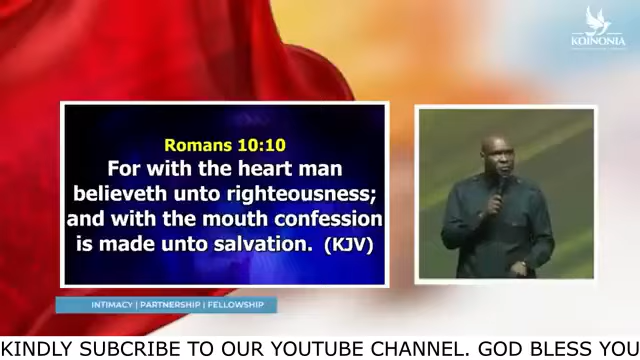 KOINONIA
Romans 10:10
For with the heart man
believeth unto righteousness;
and with the mouth confession
is made unto salvation. (KJV)
INTIMACY | PARTNERSHIP | FELLOWSHIP
KINDLY SUBCRIBE TO OUR YOUTUBE CHANNEL. GOD BLESS YOU